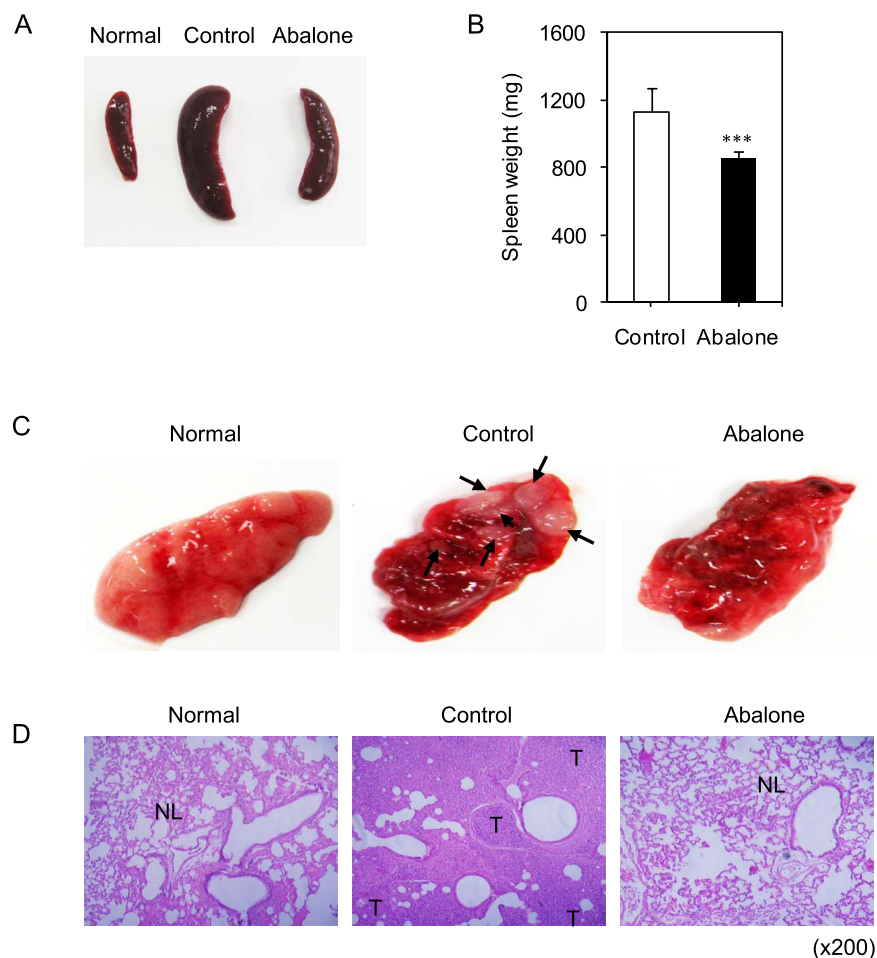 A
Normal Control Abalone
B
1600
1200
800
400
0
Spleen weight (mg)
***
Control Abalone
C
Normal Control Abalone
D
Normal Control Abalone
NL
T
T
T
T
NL
(x200)